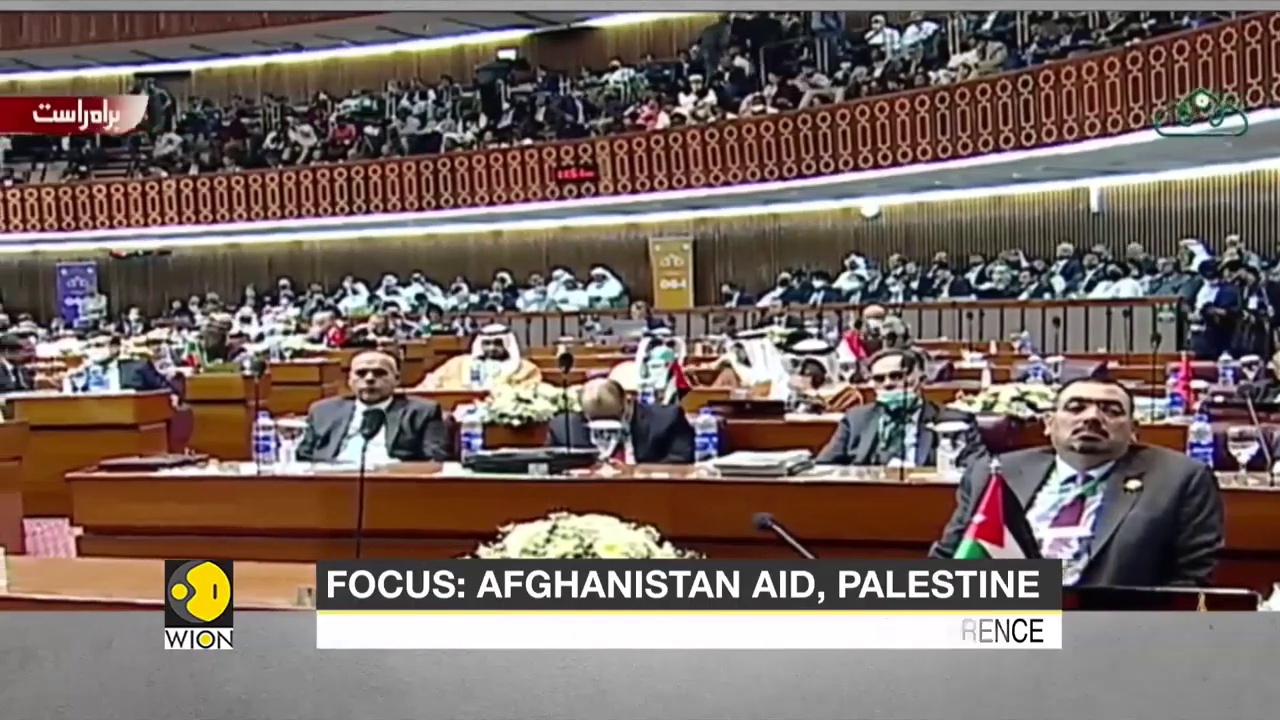 براہ راست
FOCUS: AFGHANISTAN AID, PALESTINE
RENCE
WION